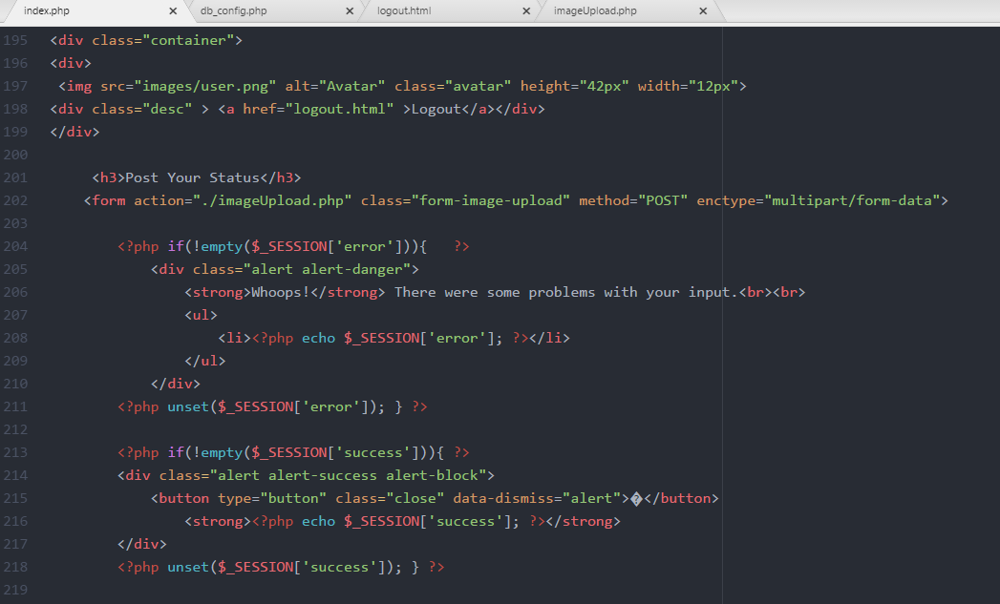 index.php × db_config.php × logout.html × imageUpload.php ×
195 <div class="container">
196 <div>
197 <img src="images/user.png" alt="Avatar" class="avatar" height="42px" width="12px">
198 <div class="desc" > <a href="logout.html" >Logout</a></div>
199 </div>
200
201 <h3>Post Your Status</h3>
202 <form action="./imageUpload.php" class="form-image-upload" method="POST" enctype="multipart/form-data">
203
204 <?php if(!empty($_SESSION['error'])){ ?>
205 <div class="alert alert-danger">
206 <strong>Whoops!</strong> There were some problems with your input.<br><br>
207 <ul>
208 <li><?php echo $_SESSION['error']; ?></li>
209 </ul>
210 </div>
211 <?php unset($_SESSION['error']); } ?>
212
213 <?php if(!empty($_SESSION['success'])){ ?>
214 <div class="alert alert-success alert-block">
215 <button type="button" class="close" data-dismiss="alert">�</button>
216 <strong><?php echo $_SESSION['success']; ?></strong>
217 </div>
218 <?php unset($_SESSION['success']); } ?>
219